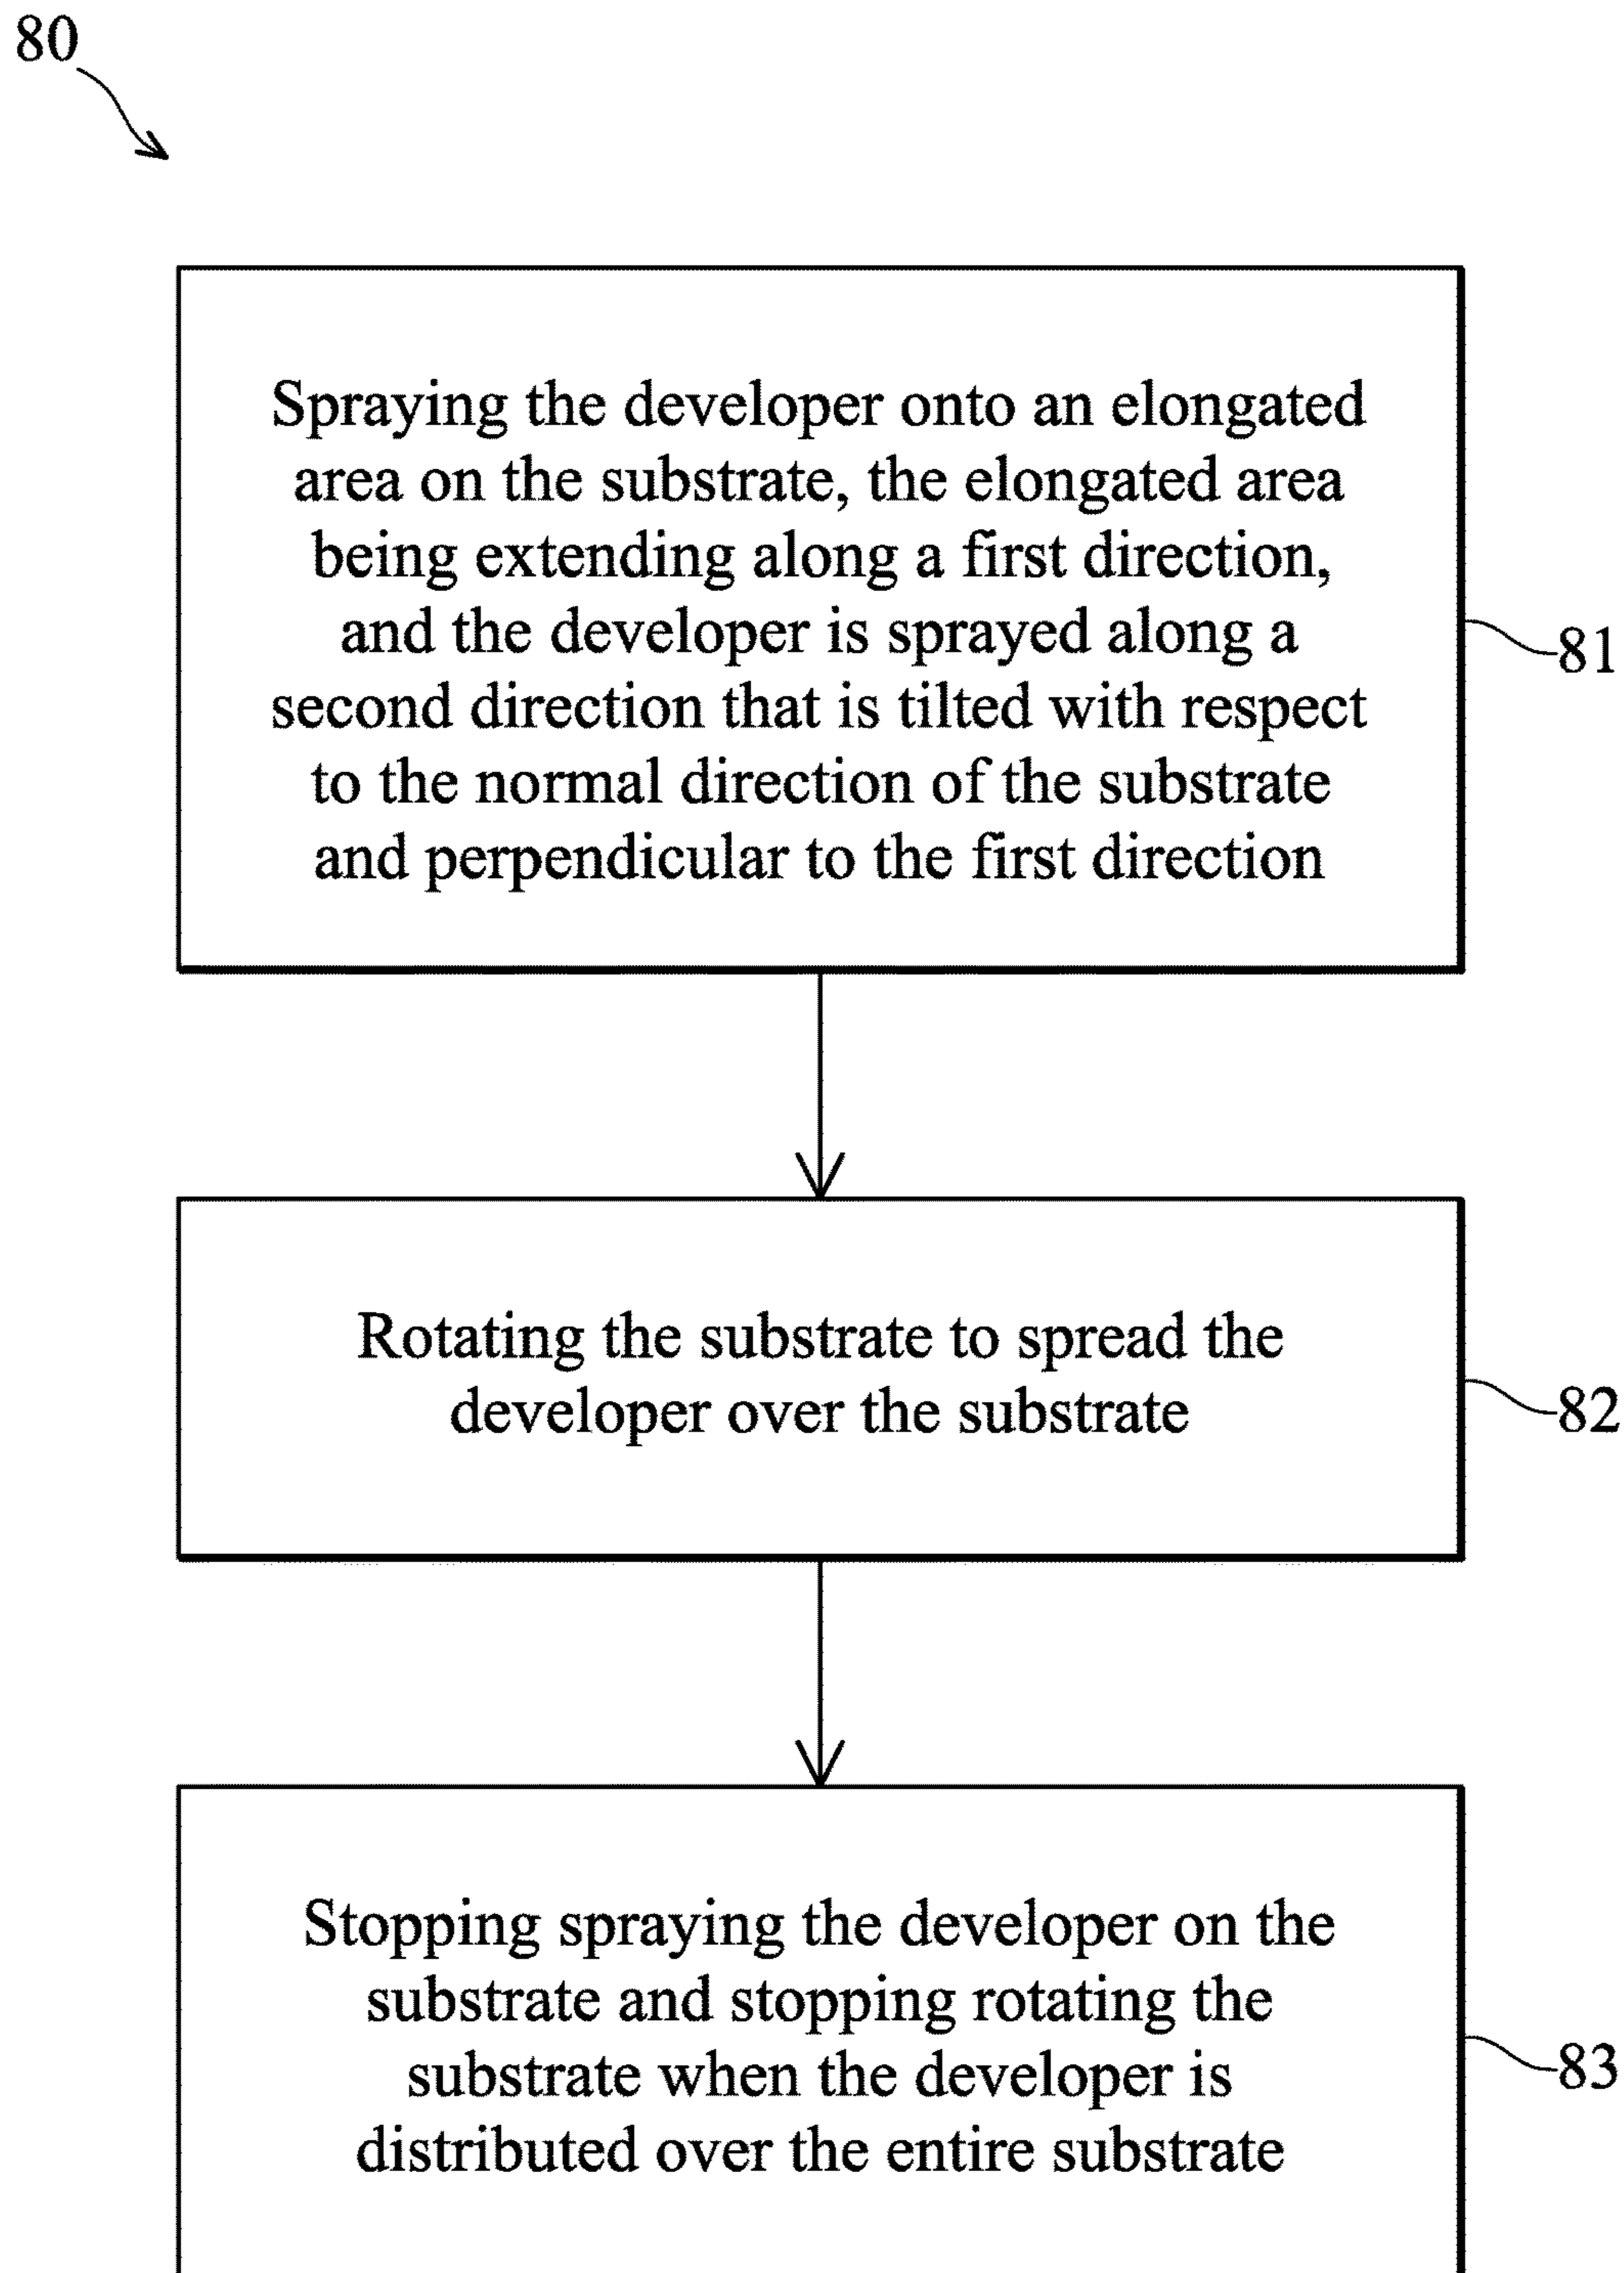 80
Spraying the developer onto an elongated
area on the substrate, the elongated area
being extending along a first direction,
and the developer is sprayed along a
second direction that is tilted with respect
to the normal direction of the substrate
and perpendicular to the first direction
81
Rotating the substrate to spread the
developer over the substrate
82
Stopping spraying the developer on the
substrate and stopping rotating the
substrate when the developer is
distributed over the entire substrate
83